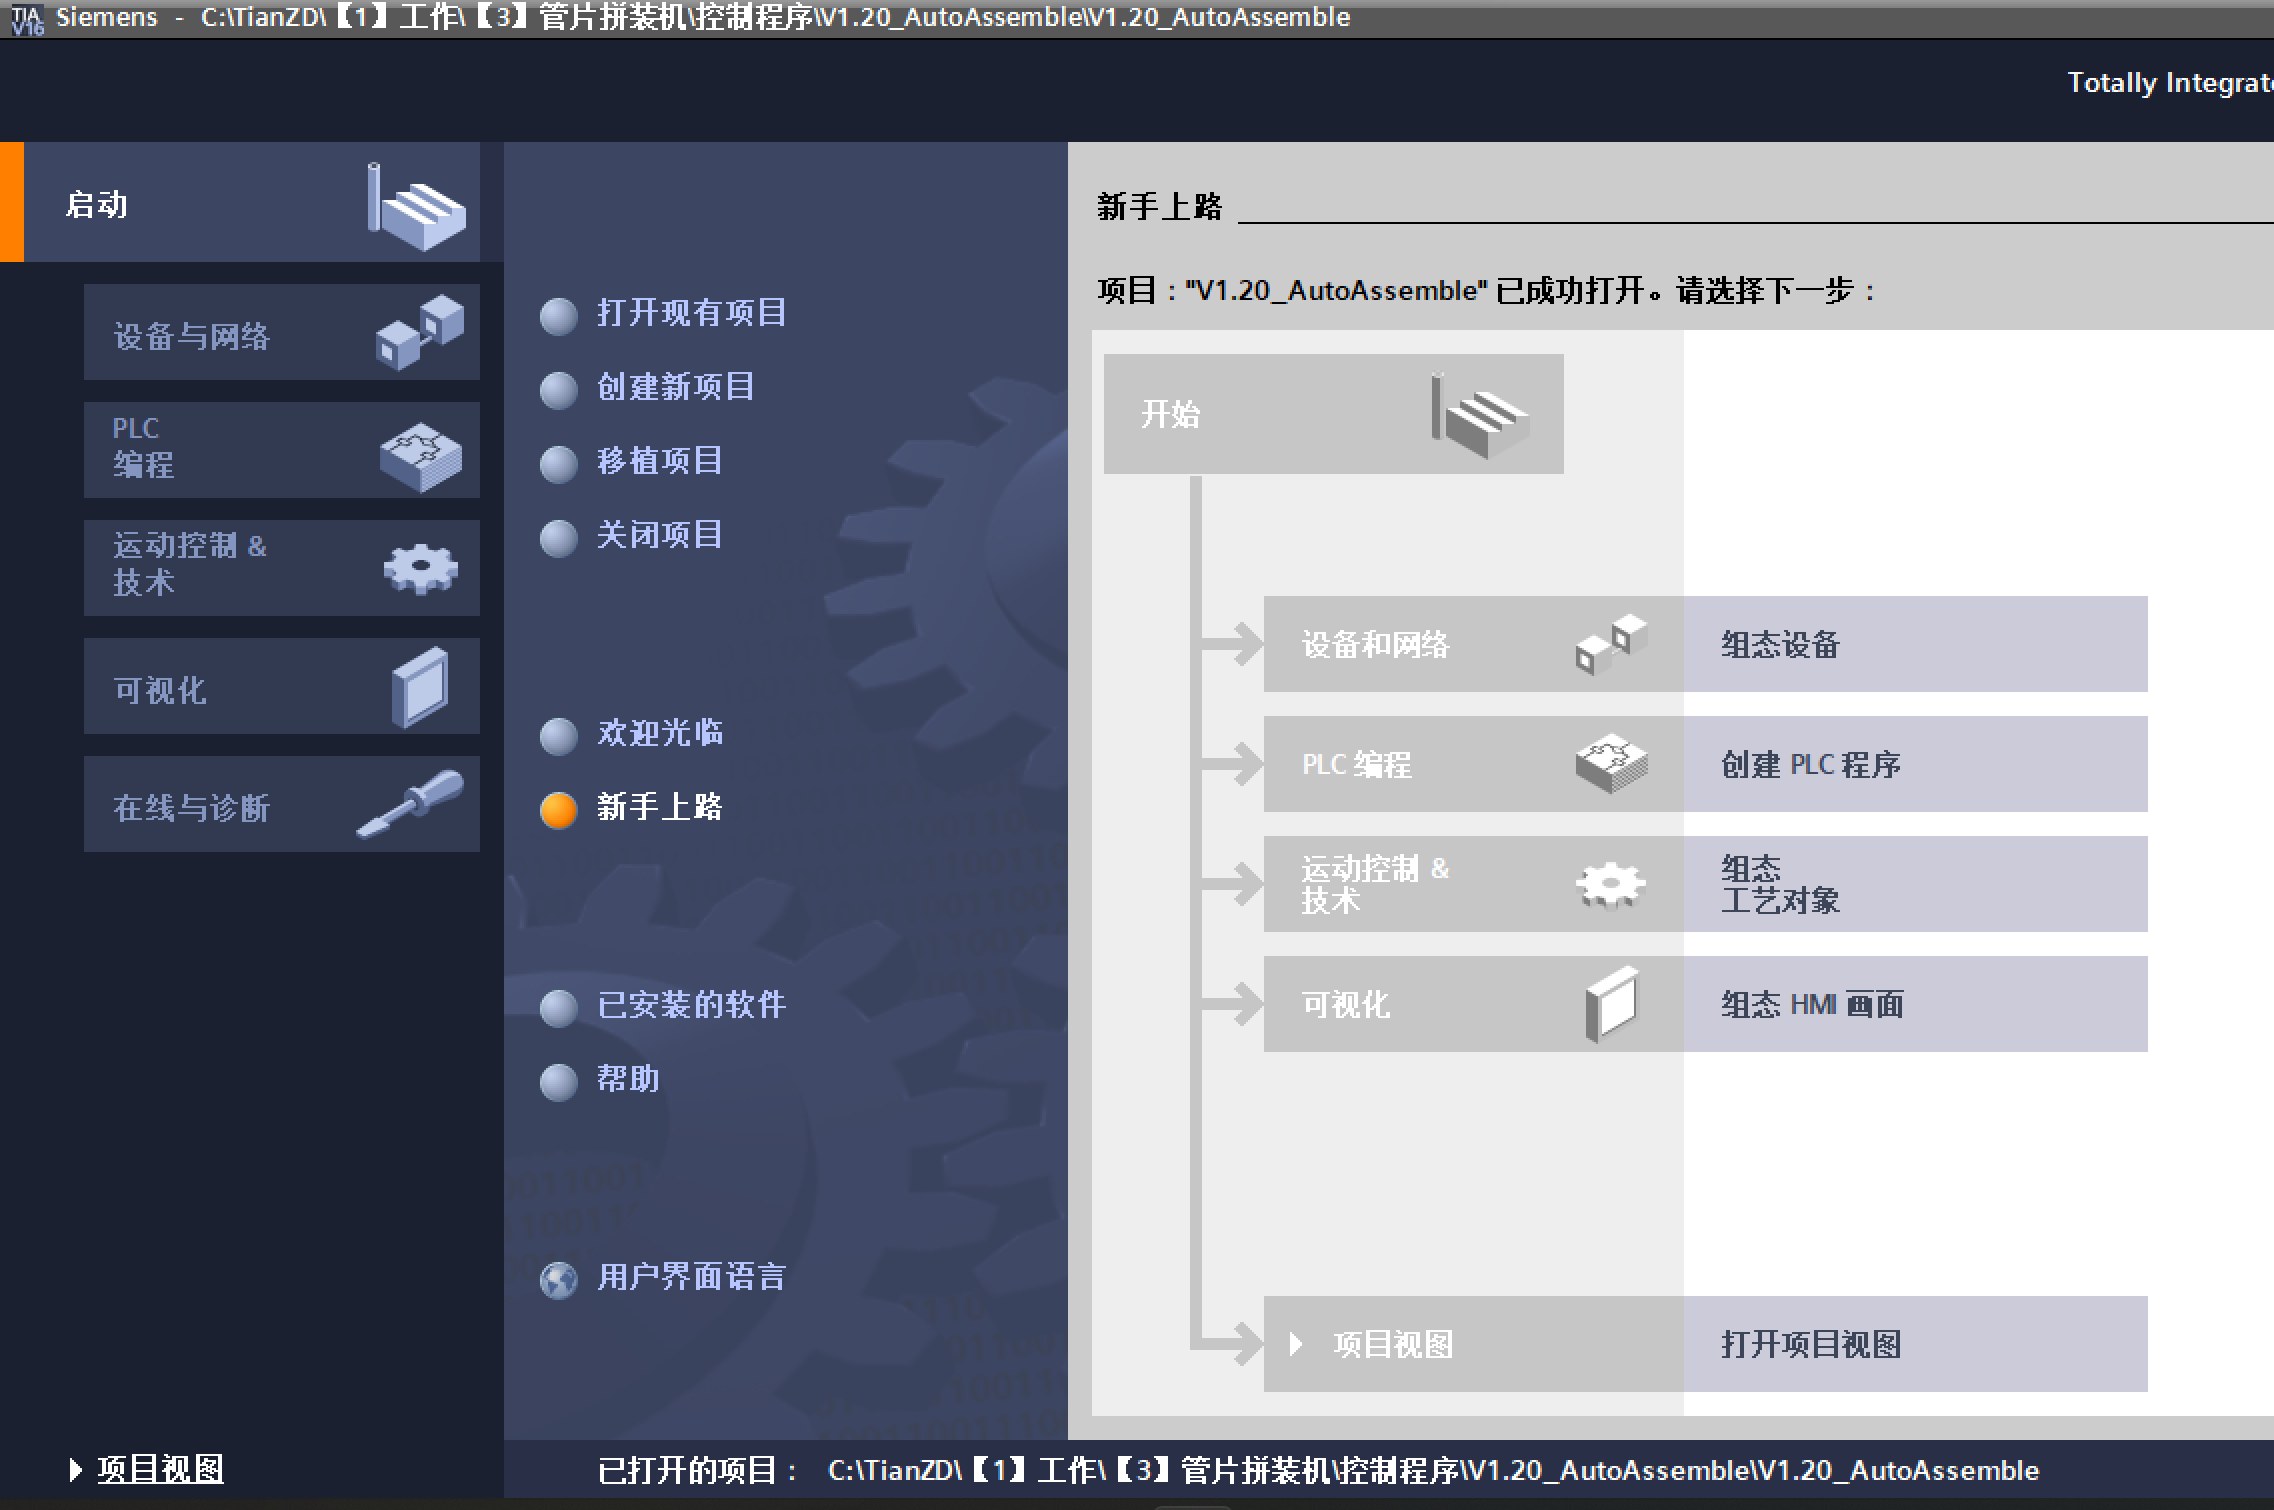 TIA V16 Siemens - C:\TianZD\【1】工作\【3】管片拼装机\控制程序\V1.20_AutoAssemble\V1.20_AutoAssemble
Totally Integrate
启动
设备与网络
PLC
编程
运动控制 &
技术
可视化
在线与诊断
项目视图
打开现有项目
创建新项目
移植项目
关闭项目
欢迎光临
新手上路
已安装的软件
帮助
用户界面语言
新手上路
项目："V1.20_AutoAssemble" 已成功打开。请选择下一步：
开始
设备和网络
组态设备
PLC 编程
创建 PLC 程序
运动控制 &
技术
组态
工艺对象
可视化
组态 HMI 画面
项目视图
打开项目视图
已打开的项目： C:\TianZD\【1】工作\【3】管片拼装机\控制程序\V1.20_AutoAssemble\V1.20_AutoAssemble